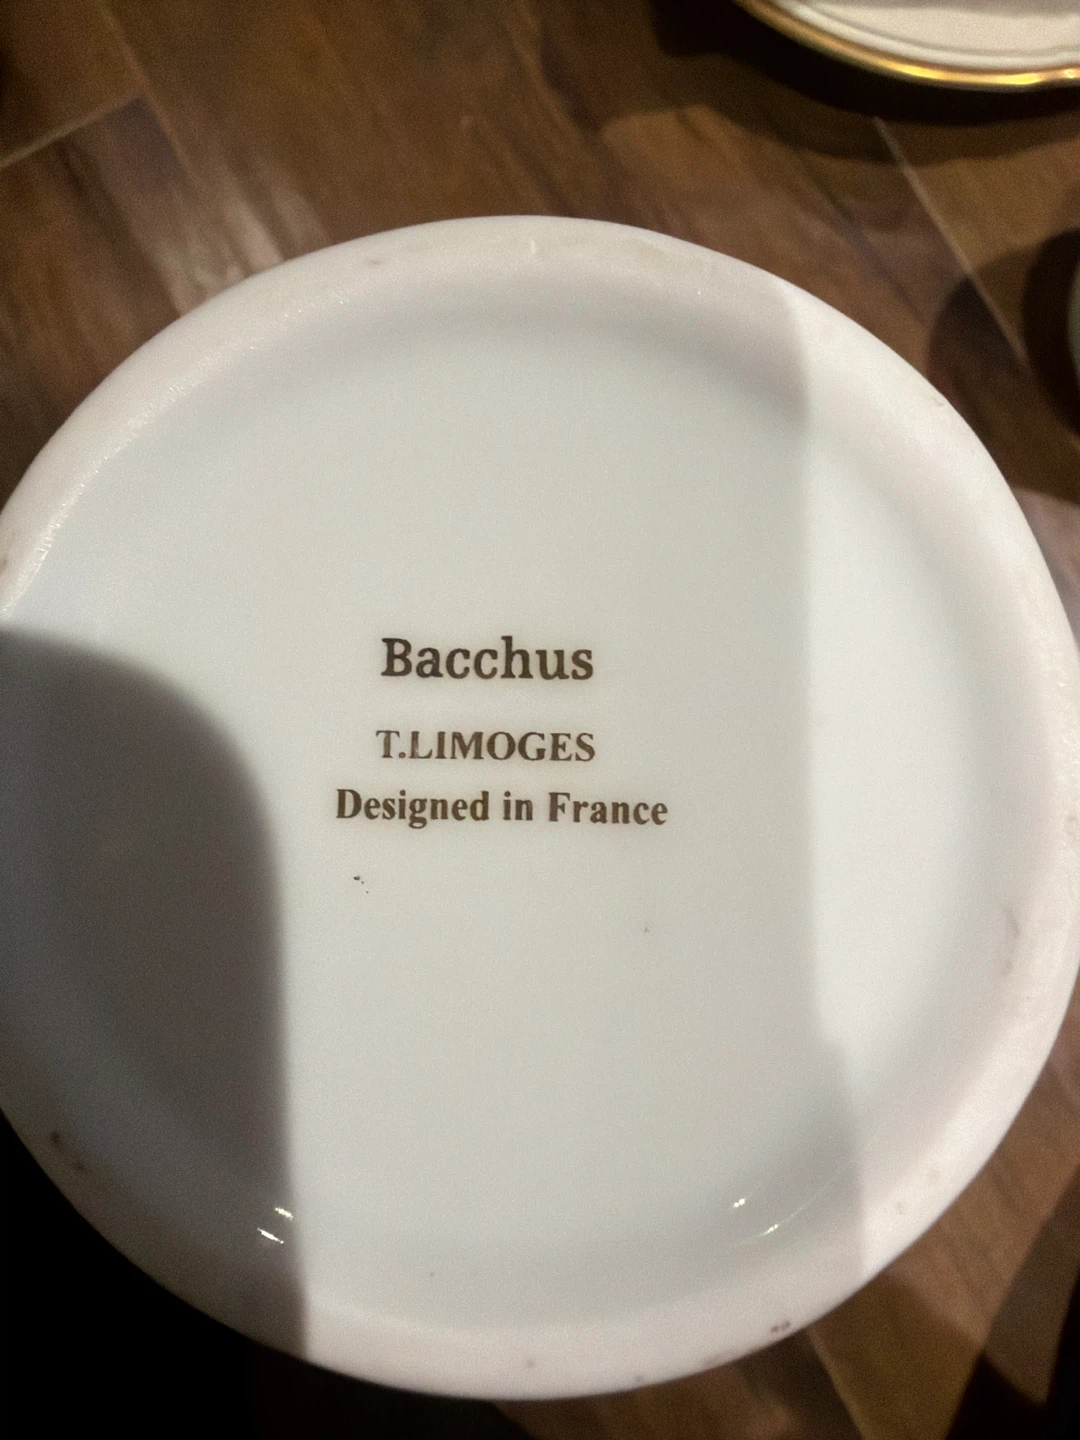 Bacchus
T.LIMOGES
Designed in France